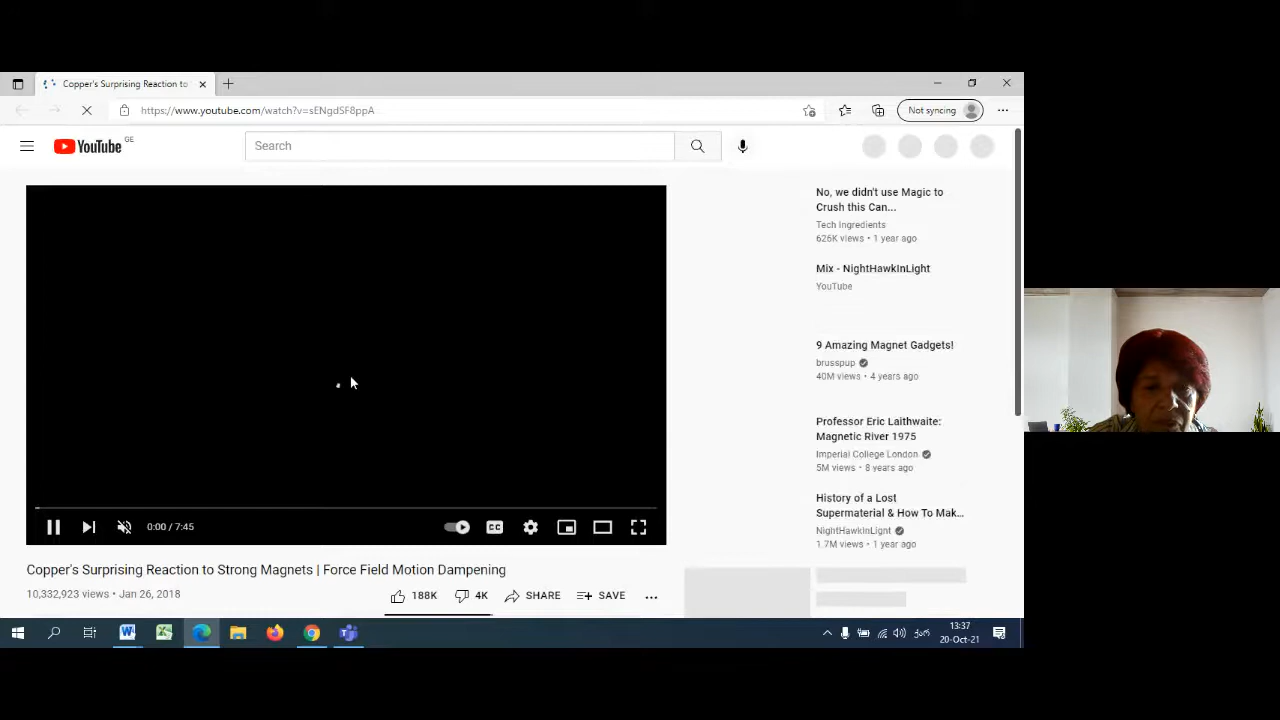 Copper's Surprising Reaction to
https://www.youtube.com/watch?v=sENgdSF8ppA
Not syncing
YouTube GE
Search
No, we didn't use Magic to
Crush this Can...
Tech Ingredients
626K views • 1 year ago
Mix - NightHawkInLight
YouTube
9 Amazing Magnet Gadgets!
brusspup
40M views • 4 years ago
Professor Eric Laithwaite:
Magnetic River 1975
Imperial College London
5M views • 8 years ago
History of a Lost
Supermaterial & How To Mak...
NightHawkInLight
1.7M views • 1 year ago
0:00 / 7:45
CC
Copper's Surprising Reaction to Strong Magnets | Force Field Motion Dampening
10,332,923 views • Jan 26, 2018
188K
4K
SHARE
SAVE
ქარ
13:37
20-Oct-21